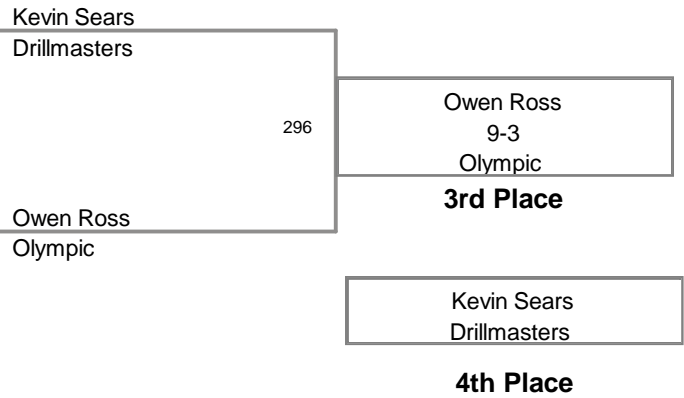 Kevin Sears
Drillmasters
296
Owen Ross
9-3
Olympic
3rd Place
Owen Ross
Olympic
Kevin Sears
Drillmasters
4th Place